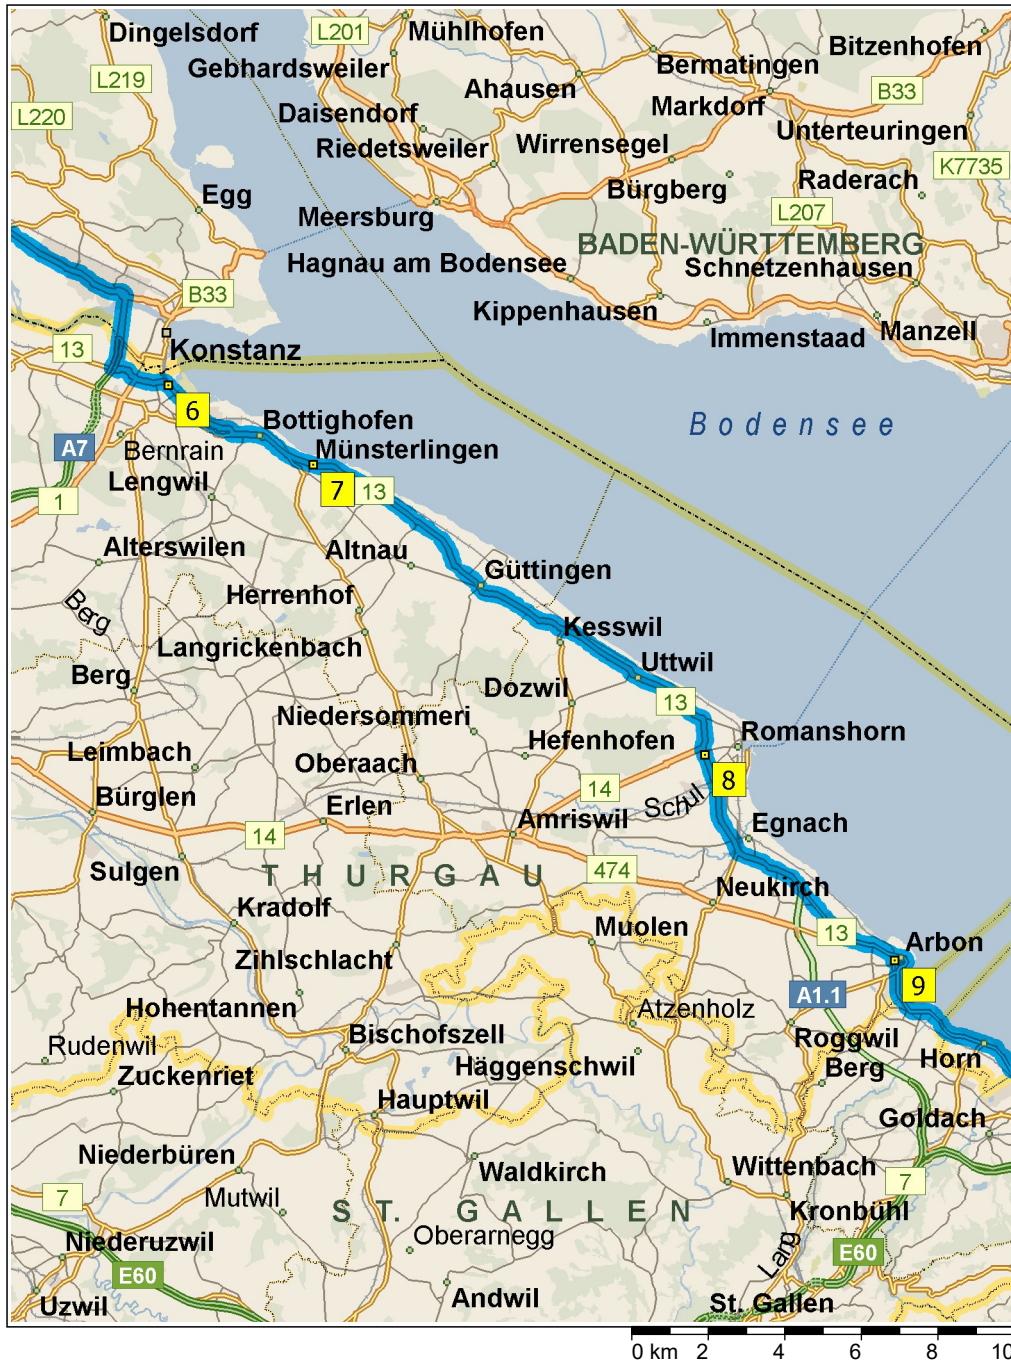 Dingelsdorf
L201
Mühlhofen
Bitzenhofen
Gebhardsweiler
L219
Bermatingen
Ahausen
B33
Markdorf
L220
Daisendorf
Unterteuringen
Riedetsweiler
Wirrensegel
K7735
Raderach
Bürgberg
Egg
L207
Meersburg
BADEN-WÜRTTEMBERG
Hagnau am Bodensee
Schnetzenhausen
B33
Kippenhausen
Immenstaad
Manzell
13
Konstanz
6
Bottighofen
Bodensee
A7
Bernrain
Münsterlingen
Lengwil
7
13
1
Alterswilen
Altnau
Güttingen
Herrenhof
Berg
Kesswil
Langrickenbach
Uttwil
Berg
Dozwil
13
Niedersommeri
Romanshorn
Hefenhofen
Leimbach
Oberaach
8
14
Schul
Bürglen
Erlen
Amriswil
Egnach
14
Sulgen
THURGAU
474
Neukirch
Kradolf
Muolen
13
Arbon
Zihlschlacht
9
A1.1
Hohentannen
Atzenholz
Bischofszell
Roggwil
Rudenwil
Horn
Häggenschwil
Berg
Zuckenriet
Hauptwil
Goldach
Niederbüren
Waldkirch
Wittenbach
7
7
Mutwil
ST. GALLEN
Kronbühl
Oberarnegg
Niederuzwil
Larg
E60
E60
Andwil
Uzwil
St. Gallen
0 km 2 4 6 8 10